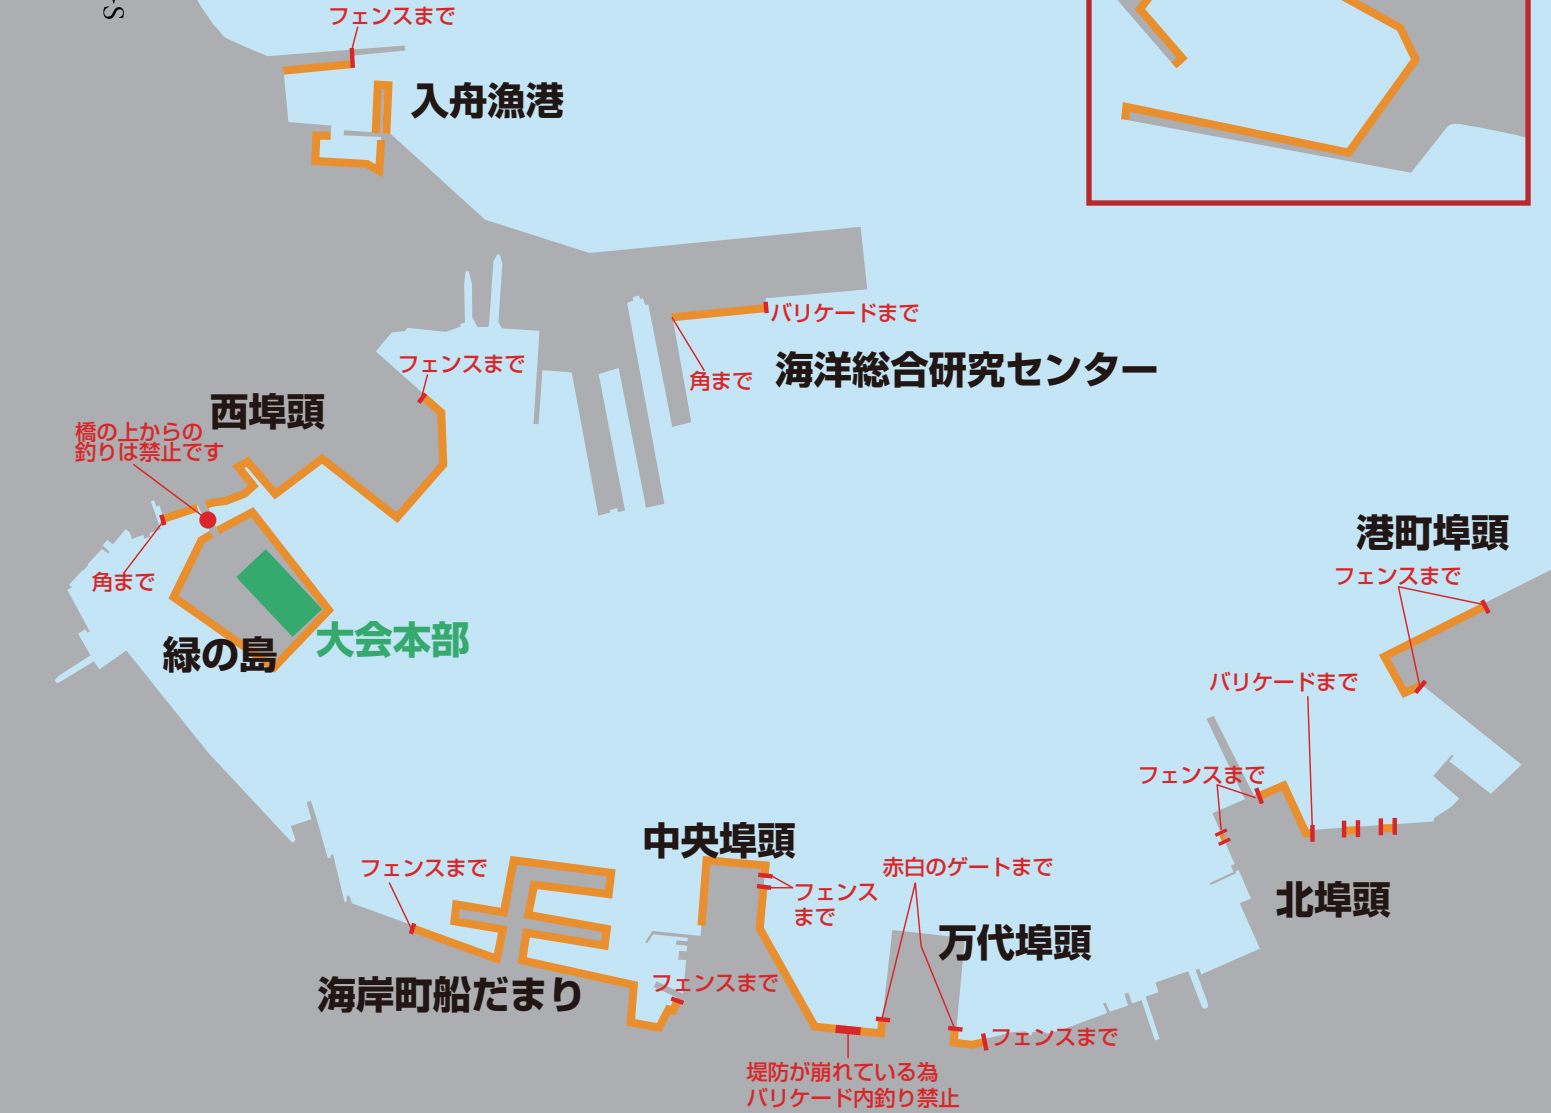 -S
フェンスまで
入舟漁港
バリケードまで
角まで
海洋総合研究センター
フェンスまで
西埠頭
橋の上からの
釣りは禁止です
角まで
緑の島
大会本部
港町埠頭
フェンスまで
バリケードまで
フェンスまで
北埠頭
中央埠頭
フェンスまで
フェンス
まで
赤白のゲートまで
万代埠頭
海岸町船だまり
フェンスまで
フェンスまで
堤防が崩れている為
バリケード内釣り禁止